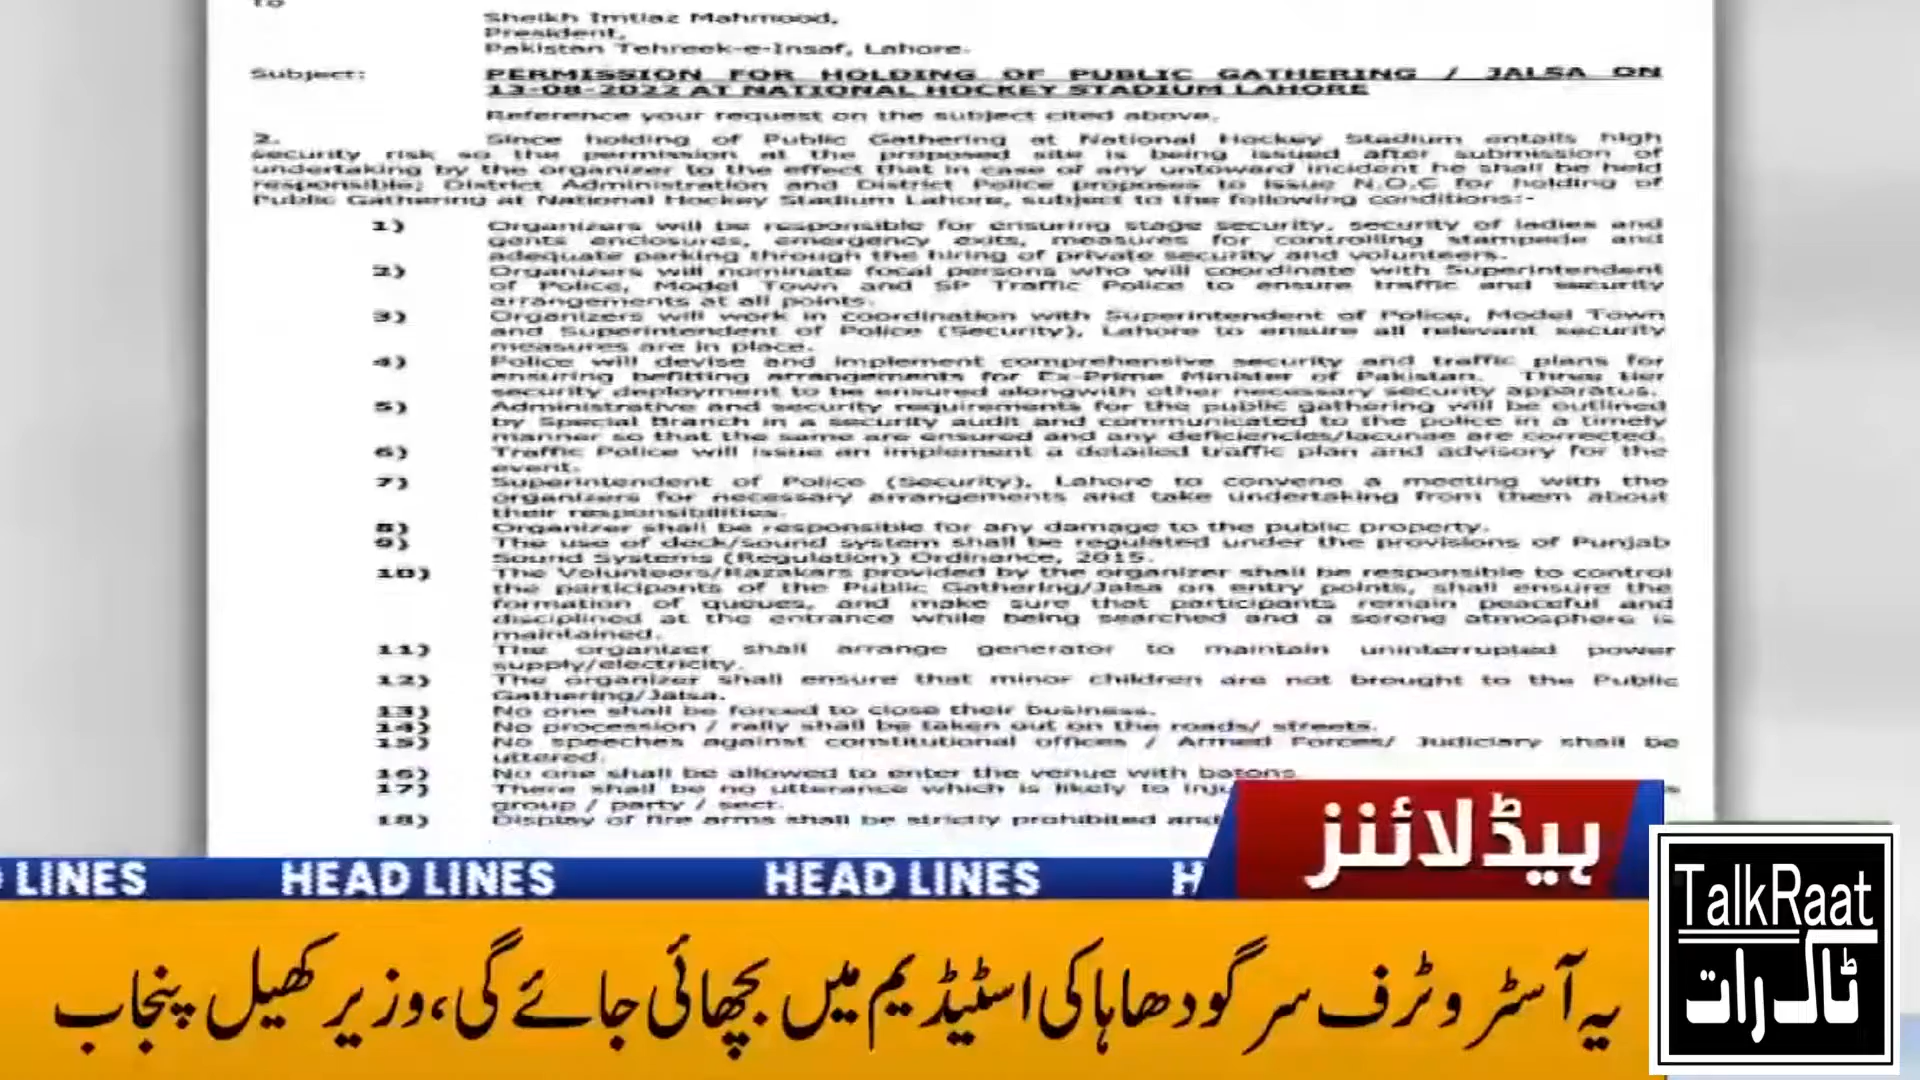 To
Sheikh Imtiaz Mahmood,
President,
Pakistan Tehreek-e-Insaf, Lahore.
Subject: PERMISSION FOR HOLDING OF PUBLIC GATHERING / JALSA ON
13-08-2022 AT NATIONAL HOCKEY STADIUM LAHORE
Reference your request on the subject cited above.
2. Since holding of Public Gathering at National Hockey Stadium entails high
security risk so the permission at the proposed site is being issued after submission of
undertaking by the organizer to the effect that in case of any untoward incident he shall be held
responsible; District Administration and District Police proposes to issue N.O.C for holding of
Public Gathering at National Hockey Stadium Lahore, subject to the following conditions:-
1) Organizers will be responsible for ensuring stage security, security of ladies and
gents enclosures, emergency exits, measures for controlling stampede and
adequate parking through the hiring of private security and volunteers.
2) Organizers will nominate focal persons who will coordinate with Superintendent
of Police, Model Town and SP Traffic Police to ensure traffic and security
arrangements at all points.
3) Organizers will work in coordination with Superintendent of Police, Model Town
and Superintendent of Police (Security), Lahore to ensure all relevant security
measures are in place.
4) Police will devise and implement comprehensive security and traffic plans for
ensuring befitting arrangements for Ex-Prime Minister of Pakistan. Three tier
security deployment to be ensured alongwith other necessary security apparatus.
5) Administrative and security requirements for the public gathering will be outlined
by Special Branch in a security audit and communicated to the police in a timely
manner so that the same are ensured and any deficiencies/lacunae are corrected.
6) Traffic Police will issue an implement a detailed traffic plan and advisory for the
event.
7) Superintendent of Police (Security), Lahore to convene a meeting with the
organizers for necessary arrangements and take undertaking from them about
their responsibilities.
8) Organizer shall be responsible for any damage to the public property.
9) The use of deck/sound system shall be regulated under the provisions of Punjab
Sound Systems (Regulation) Ordinance, 2015.
10) The Volunteers/Razakars provided by the organizer shall be responsible to control
the participants of the Public Gathering/Jalsa on entry points, shall ensure the
formation of queues, and make sure that participants remain peaceful and
disciplined at the entrance while being searched and a serene atmosphere is
maintained.
11) The organizer shall arrange generator to maintain uninterrupted power
supply/electricity.
12) The organizer shall ensure that minor children are not brought to the Public
Gathering/Jalsa.
13) No one shall be forced to close their business.
14) No procession / rally shall be taken out on the roads/ streets.
15) No speeches against constitutional offices / Armed Forces/ Judiciary shall be
uttered.
16) No one shall be allowed to enter the venue with batons.
17) There shall be no utterance which is likely to
group / party / sect.
18) Display of fire arms shall be strictly prohibited and
ہیڈلائنز
LINES HEAD LINES HEAD LINES H
یہ آسٹروٹرف سرگودھا ہاکی اسٹیڈیم میں بچھائی جائے گی، وزیر کھیل پنجاب
TalkRaat
ٹاک رات